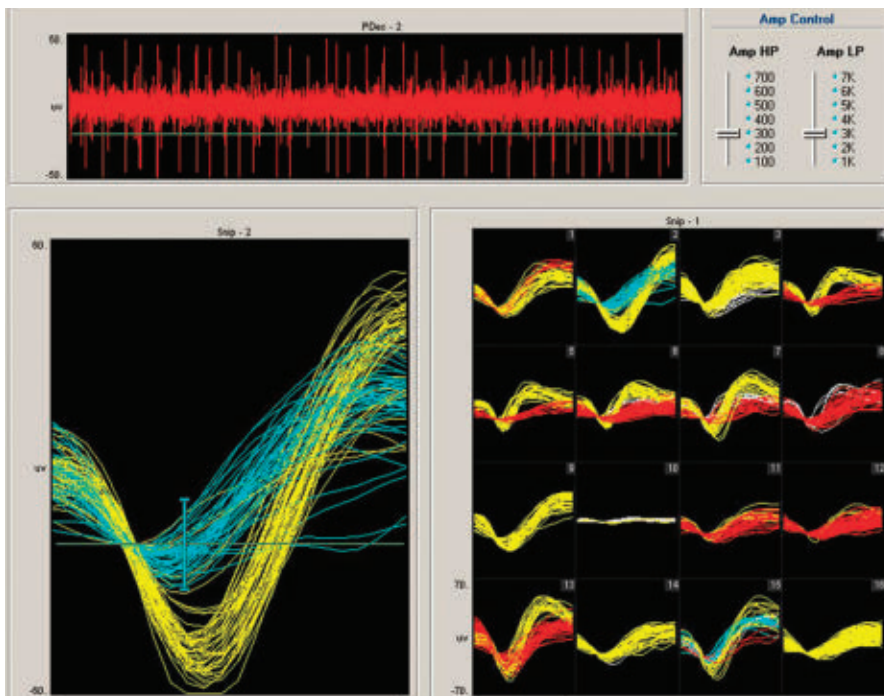 PDec - 2
50.
uv
-50.
Amp Control
Amp HP
Amp LP
700
7K
600
6K
500
5K
400
4K
300
3K
200
2K
100
1K
Snip - 2
60.
uv
-60.
Snip - 1
1
2
3
4
5
6
7
8
9
10
11
12
70.
13
14
15
16
uv
-70.